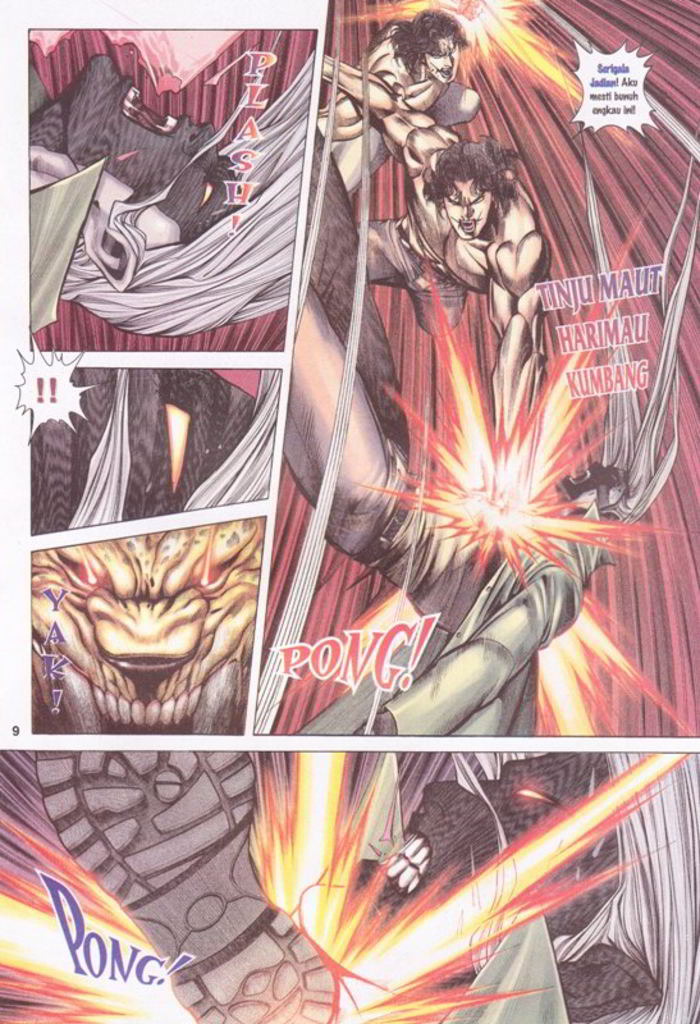 PLASH!
!!
YAK!
Serigala
Jadian! Aku
mesti bunuh
engkau ini!
TINJU MAUT
HARIMAU
KUMBANG
PONG!
9
PONG!